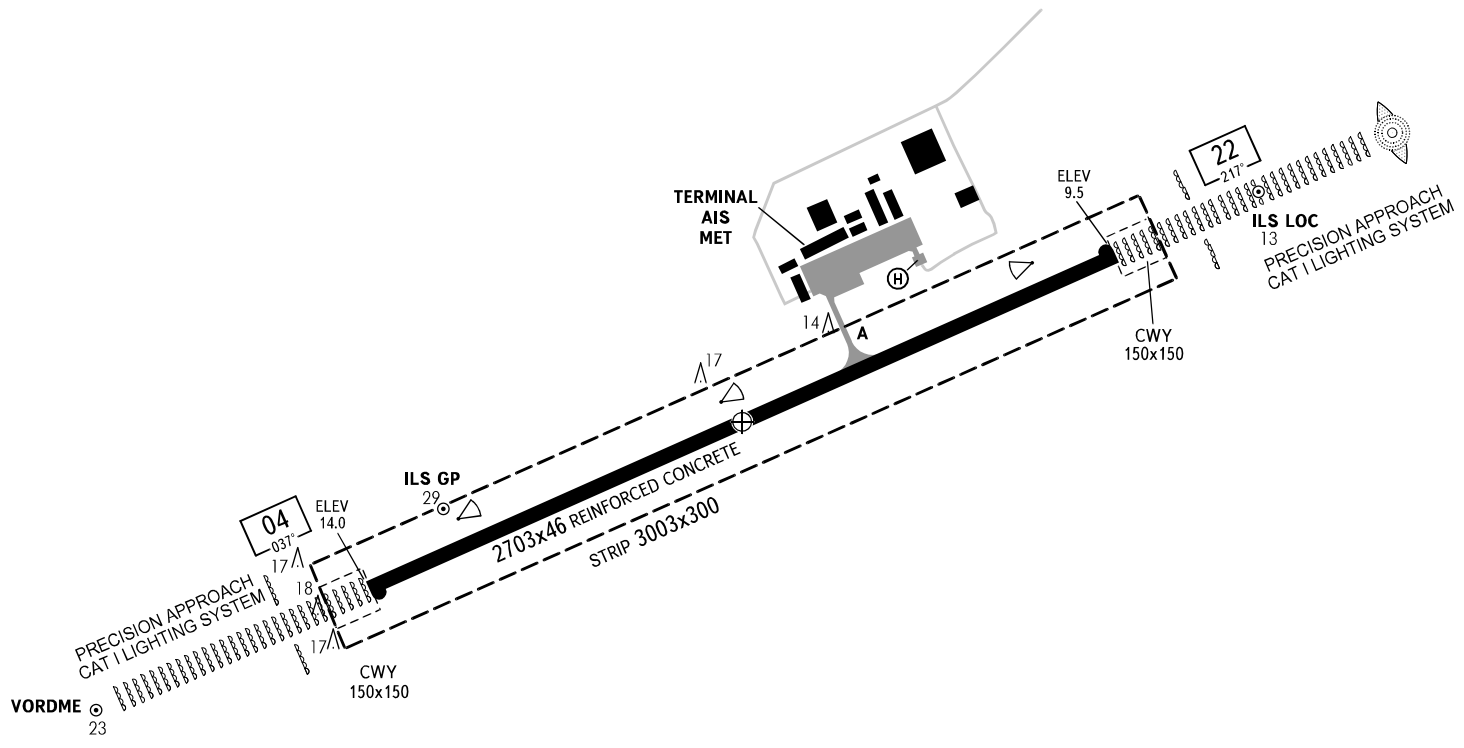 22
217°
ELEV
9.5
TERMINAL
AIS
MET
ILS LOC
13
PRECISION APPROACH
CAT I LIGHTING SYSTEM
H
14
A
CWY
150x150
17
ILS GP
29
04
037°
ELEV
14.0
2703x46 REINFORCED CONCRETE
STRIP 3003x300
17
18
17
PRECISION APPROACH
CAT I LIGHTING SYSTEM
CWY
150x150
VORDME
23